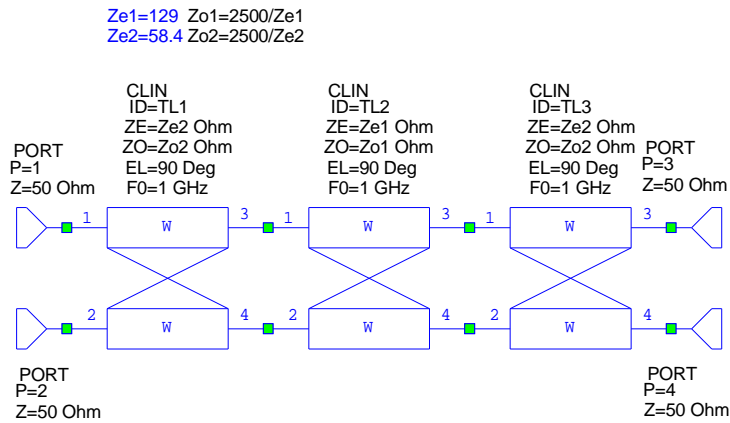 Ze1=129 Zo1=2500/Ze1
Ze2=58.4 Zo2=2500/Ze2
CLIN
ID=TL1
ZE=Ze2 Ohm
ZO=Zo2 Ohm
EL=90 Deg
F0=1 GHz
CLIN
ID=TL2
ZE=Ze1 Ohm
ZO=Zo1 Ohm
EL=90 Deg
F0=1 GHz
CLIN
ID=TL3
ZE=Ze2 Ohm
ZO=Zo2 Ohm
EL=90 Deg
F0=1 GHz
PORT
P=1
Z=50 Ohm
PORT
P=3
Z=50 Ohm
1 W 3 1 W 3 1 W 3
2 W 4 2 W 4 2 W 4
PORT
P=2
Z=50 Ohm
PORT
P=4
Z=50 Ohm